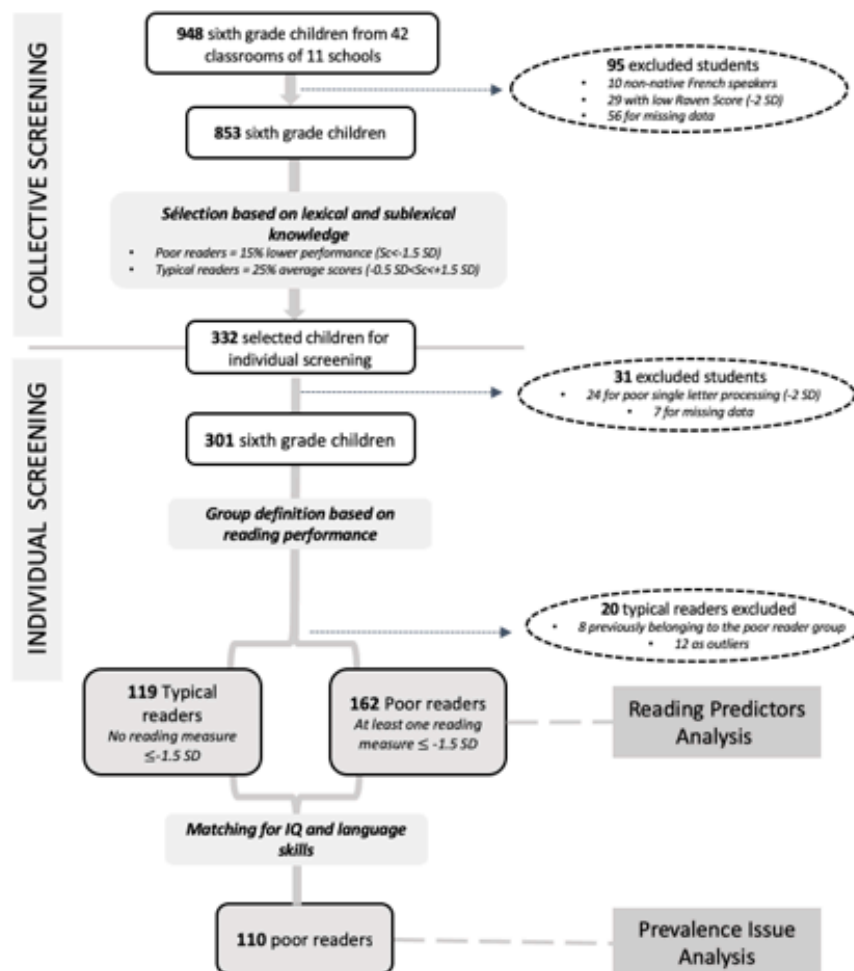 COLLECTIVE SCREENING
948 sixth grade children from 42
classrooms of 11 schools
95 excluded students
• 10 non-native French speakers
• 29 with low Raven Score (-2 SD)
• 56 for missing data
853 sixth grade children
Sélection based on lexical and sublexical
knowledge
• Poor readers = 15% lower performance (Sc<-1.5 SD)
• Typical readers = 25% average scores (-0.5 SD<Sc<+1.5 SD)
332 selected children for
individual screening
INDIVIDUAL SCREENING
31 excluded students
• 24 for poor single letter processing (-2 SD)
• 7 for missing data
301 sixth grade children
Group definition based on
reading performance
20 typical readers excluded
• 8 previously belonging to the poor reader group
• 12 as outliers
119 Typical
readers
No reading measure
≤-1.5 SD
162 Poor readers
At least one reading
measure ≤ -1.5 SD
Reading Predictors
Analysis
Matching for IQ and language
skills
110 poor readers
Prevalence Issue
Analysis